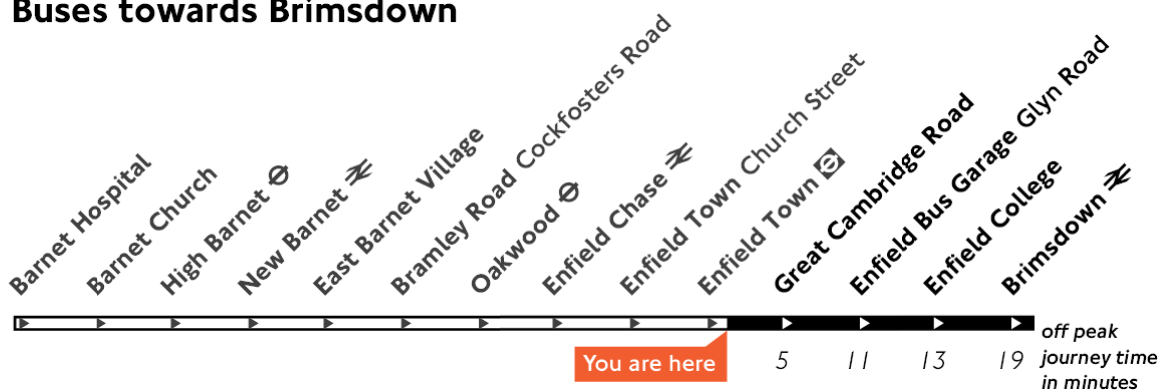 Buses towards Brimsdown
Barnet Hospital
Barnet Church
High Barnet
New Barnet
East Barnet Village
Bramley Road Cockfosters Road
Oakwood
Enfield Chase
Enfield Town Church Street
Enfield Town
Great Cambridge Road
Enfield Bus Garage Glyn Road
Enfield College
Brimsdown
You are here
5 11 13 19
off peak
journey time
in minutes